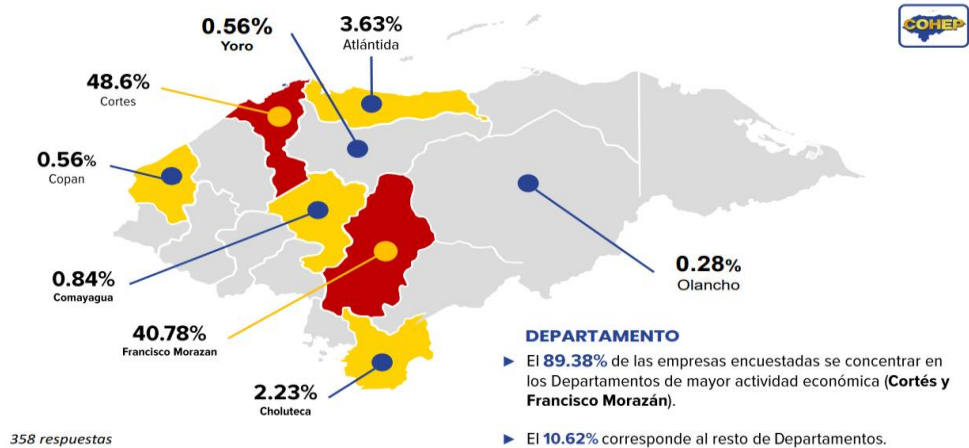 COHEP
0.56%
Yoro
3.63%
Atlántida
48.6%
Cortes
0.56%
Copan
0.84%
Comayagua
0.28%
Olancho
40.78%
Francisco Morazan
2.23%
Choluteca
DEPARTAMENTO
► El 89.38% de las empresas encuestadas se concentrar en
los Departamentos de mayor actividad económica (Cortés y
Francisco Morazán).
► El 10.62% corresponde al resto de Departamentos.
358 respuestas